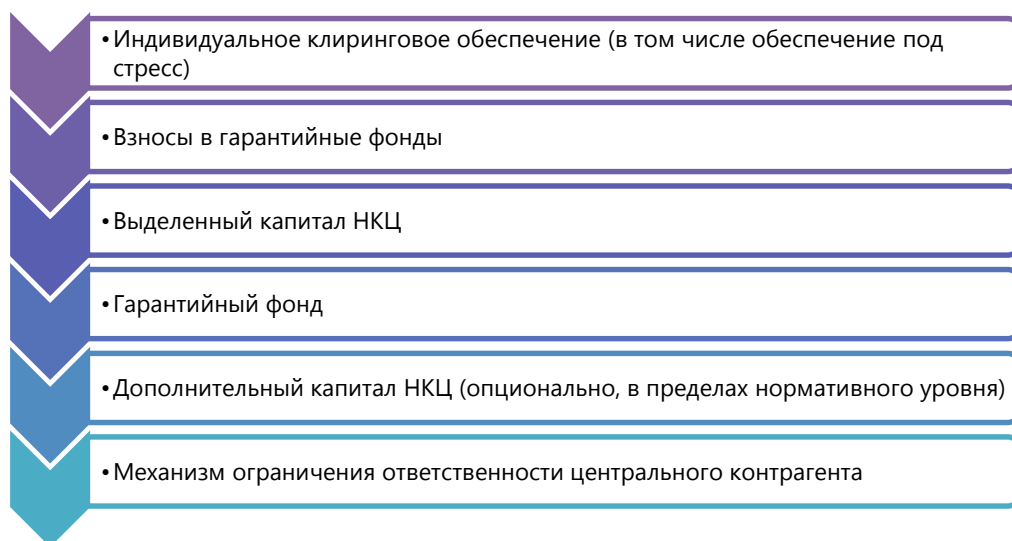 • Индивидуальное клиринговое обеспечение (в том числе обеспечение под
стресс)
• Взносы в гарантийные фонды
• Выделенный капитал НКЦ
• Гарантийный фонд
• Дополнительный капитал НКЦ (опционально, в пределах нормативного уровня)
• Механизм ограничения ответственности центрального контрагента